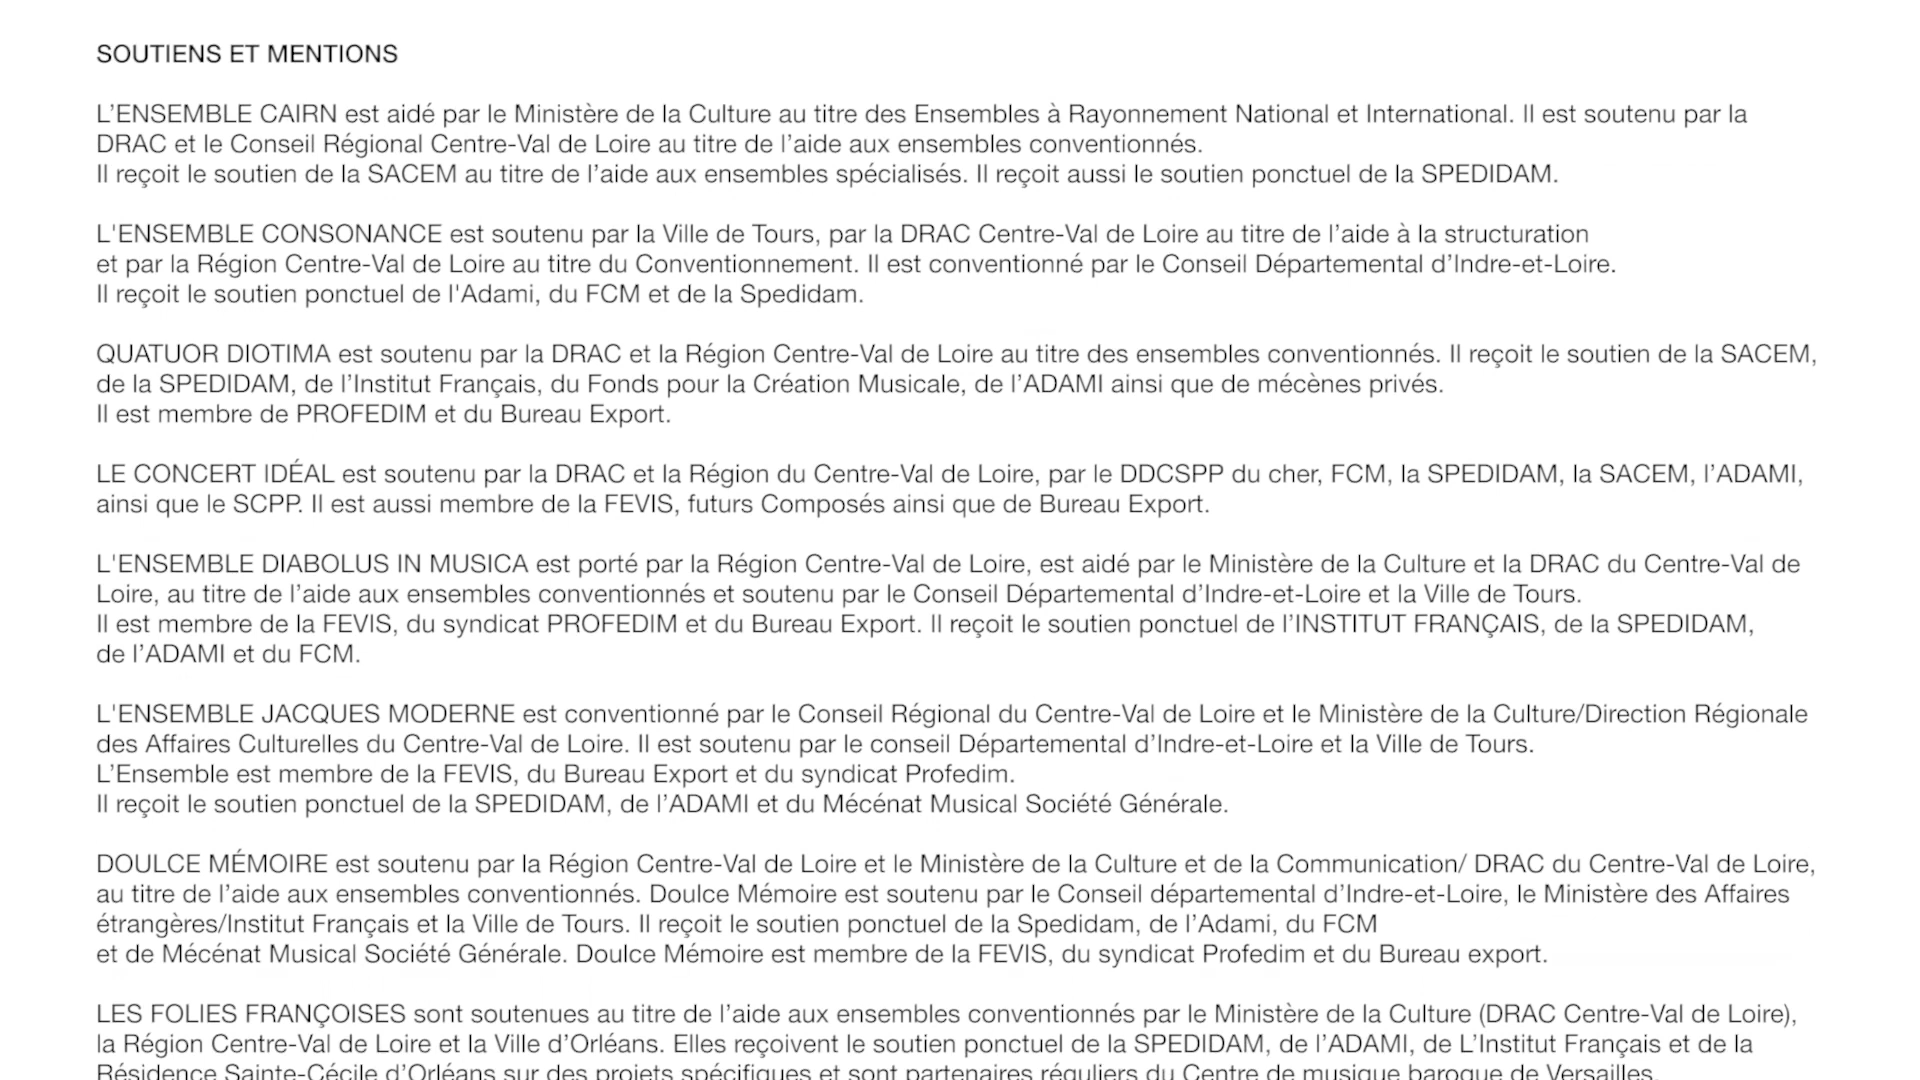 SOUTIENS ET MENTIONS
L’ENSEMBLE CAIRN est aidé par le Ministère de la Culture au titre des Ensembles à Rayonnement National et International. Il est soutenu par la
DRAC et le Conseil Régional Centre-Val de Loire au titre de l’aide aux ensembles conventionnés.
Il reçoit le soutien de la SACEM au titre de l’aide aux ensembles spécialisés. Il reçoit aussi le soutien ponctuel de la SPEDIDAM.
L'ENSEMBLE CONSONANCE est soutenu par la Ville de Tours, par la DRAC Centre-Val de Loire au titre de l’aide à la structuration
et par la Région Centre-Val de Loire au titre du Conventionnement. Il est conventionné par le Conseil Départemental d’Indre-et-Loire.
Il reçoit le soutien ponctuel de l'Adami, du FCM et de la Spedidam.
QUATUOR DIOTIMA est soutenu par la DRAC et la Région Centre-Val de Loire au titre des ensembles conventionnés. Il reçoit le soutien de la SACEM,
de la SPEDIDAM, de l’Institut Français, du Fonds pour la Création Musicale, de l’ADAMI ainsi que de mécènes privés.
Il est membre de PROFEDIM et du Bureau Export.
LE CONCERT IDÉAL est soutenu par la DRAC et la Région du Centre-Val de Loire, par le DDCSPP du cher, FCM, la SPEDIDAM, la SACEM, l’ADAMI,
ainsi que le SCPP. Il est aussi membre de la FEVIS, futurs Composés ainsi que de Bureau Export.
L'ENSEMBLE DIABOLUS IN MUSICA est porté par la Région Centre-Val de Loire, est aidé par le Ministère de la Culture et la DRAC du Centre-Val de
Loire, au titre de l’aide aux ensembles conventionnés et soutenu par le Conseil Départemental d’Indre-et-Loire et la Ville de Tours.
Il est membre de la FEVIS, du syndicat PROFEDIM et du Bureau Export. Il reçoit le soutien ponctuel de l’INSTITUT FRANÇAIS, de la SPEDIDAM,
de l’ADAMI et du FCM.
L'ENSEMBLE JACQUES MODERNE est conventionné par le Conseil Régional du Centre-Val de Loire et le Ministère de la Culture/Direction Régionale
des Affaires Culturelles du Centre-Val de Loire. Il est soutenu par le conseil Départemental d’Indre-et-Loire et la Ville de Tours.
L’Ensemble est membre de la FEVIS, du Bureau Export et du syndicat Profedim.
Il reçoit le soutien ponctuel de la SPEDIDAM, de l’ADAMI et du Mécénat Musical Société Générale.
DOULCE MÉMOIRE est soutenu par la Région Centre-Val de Loire et le Ministère de la Culture et de la Communication/ DRAC du Centre-Val de Loire,
au titre de l’aide aux ensembles conventionnés. Doulce Mémoire est soutenu par le Conseil départemental d’Indre-et-Loire, le Ministère des Affaires
étrangères/Institut Français et la Ville de Tours. Il reçoit le soutien ponctuel de la Spedidam, de l’Adami, du FCM
et de Mécénat Musical Société Générale. Doulce Mémoire est membre de la FEVIS, du syndicat Profedim et du Bureau export.
LES FOLIES FRANÇOISES sont soutenues au titre de l’aide aux ensembles conventionnés par le Ministère de la Culture (DRAC Centre-Val de Loire),
la Région Centre-Val de Loire et la Ville d’Orléans. Elles reçoivent le soutien ponctuel de la SPEDIDAM, de l’ADAMI, de L’Institut Français et de la
Résidence Sainte-Cécile d’Orléans sur des projets spécifiques et sont partenaires réguliers du Centre de musique baroque de Versailles.